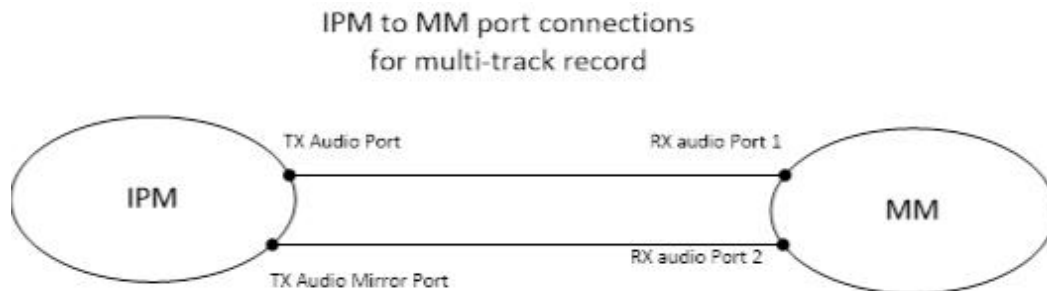 IPM to MM port connections
for multi-track record
TX Audio Port
RX audio Port 1
IPM
MM
RX audio Port 2
TX Audio Mirror Port